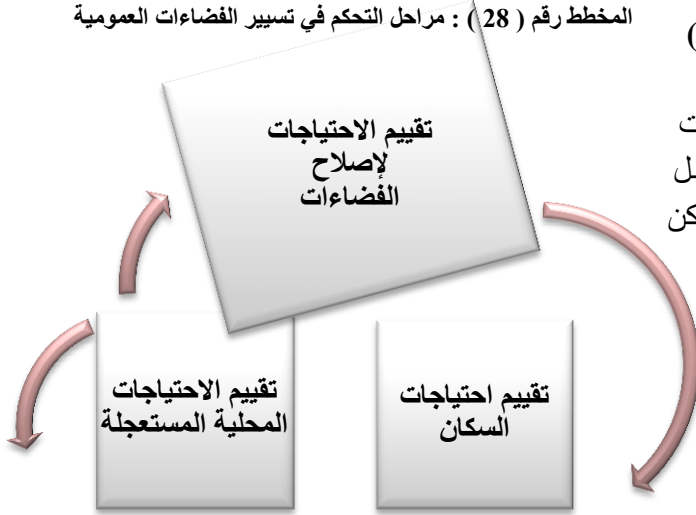 المخطط رقم ( 28 ) : مراحل التحكم في تسيير الفضاءات العمومية
تقييم الاحتياجات
لإصلاح
الفضاءات
تقييم احتياجات
السكان
تقييم الاحتياجات
المحلية المستعجلة